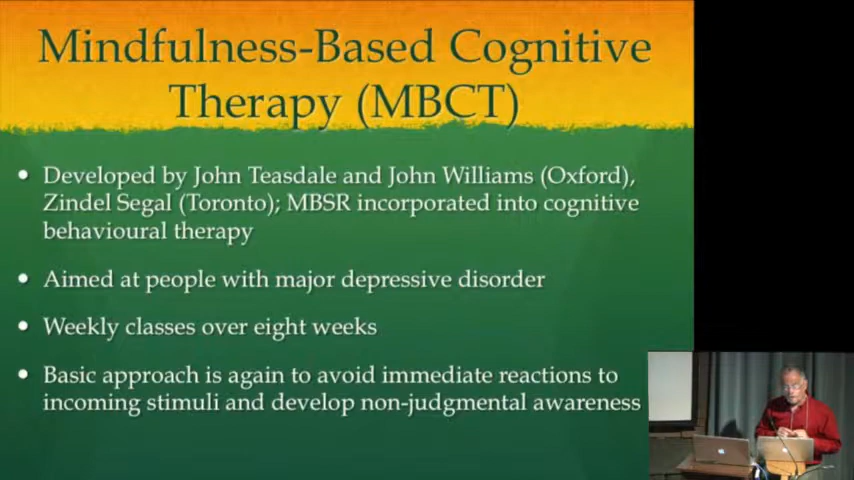 Mindfulness-Based Cognitive
Therapy (MBCT)
• Developed by John Teasdale and John Williams (Oxford),
Zindel Segal (Toronto); MBSR incorporated into cognitive
behavioural therapy
• Aimed at people with major depressive disorder
• Weekly classes over eight weeks
• Basic approach is again to avoid immediate reactions to
incoming stimuli and develop non-judgmental awareness